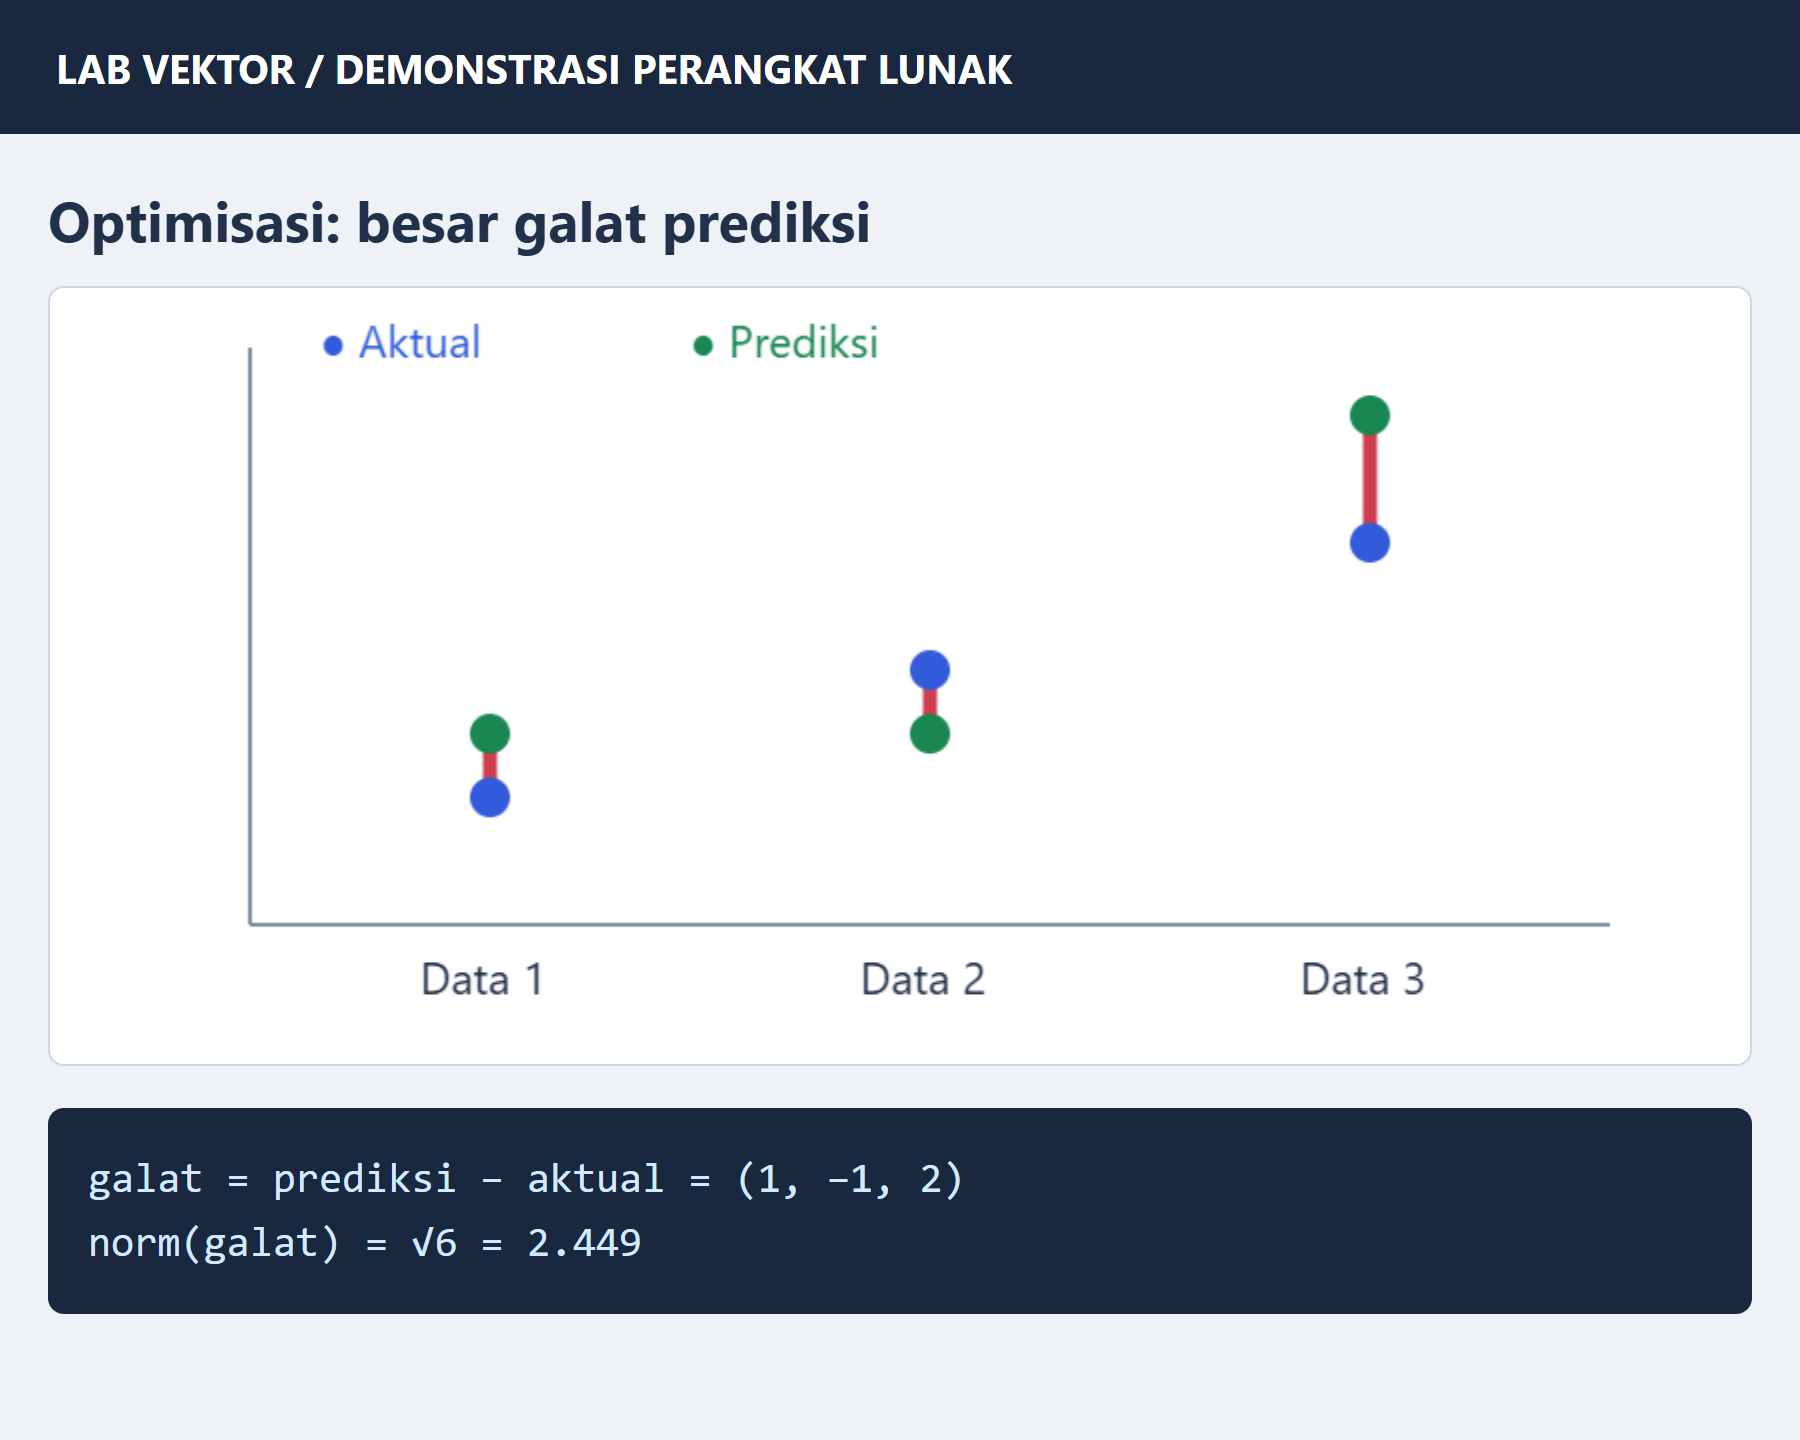 LAB VEKTOR / DEMONSTRASI PERANGKAT LUNAK
Optimisasi: besar galat prediksi
Aktual
Prediksi
Data 1
Data 2
Data 3
galat = prediksi − aktual = (1, −1, 2)
norm(galat) = √6 = 2.449